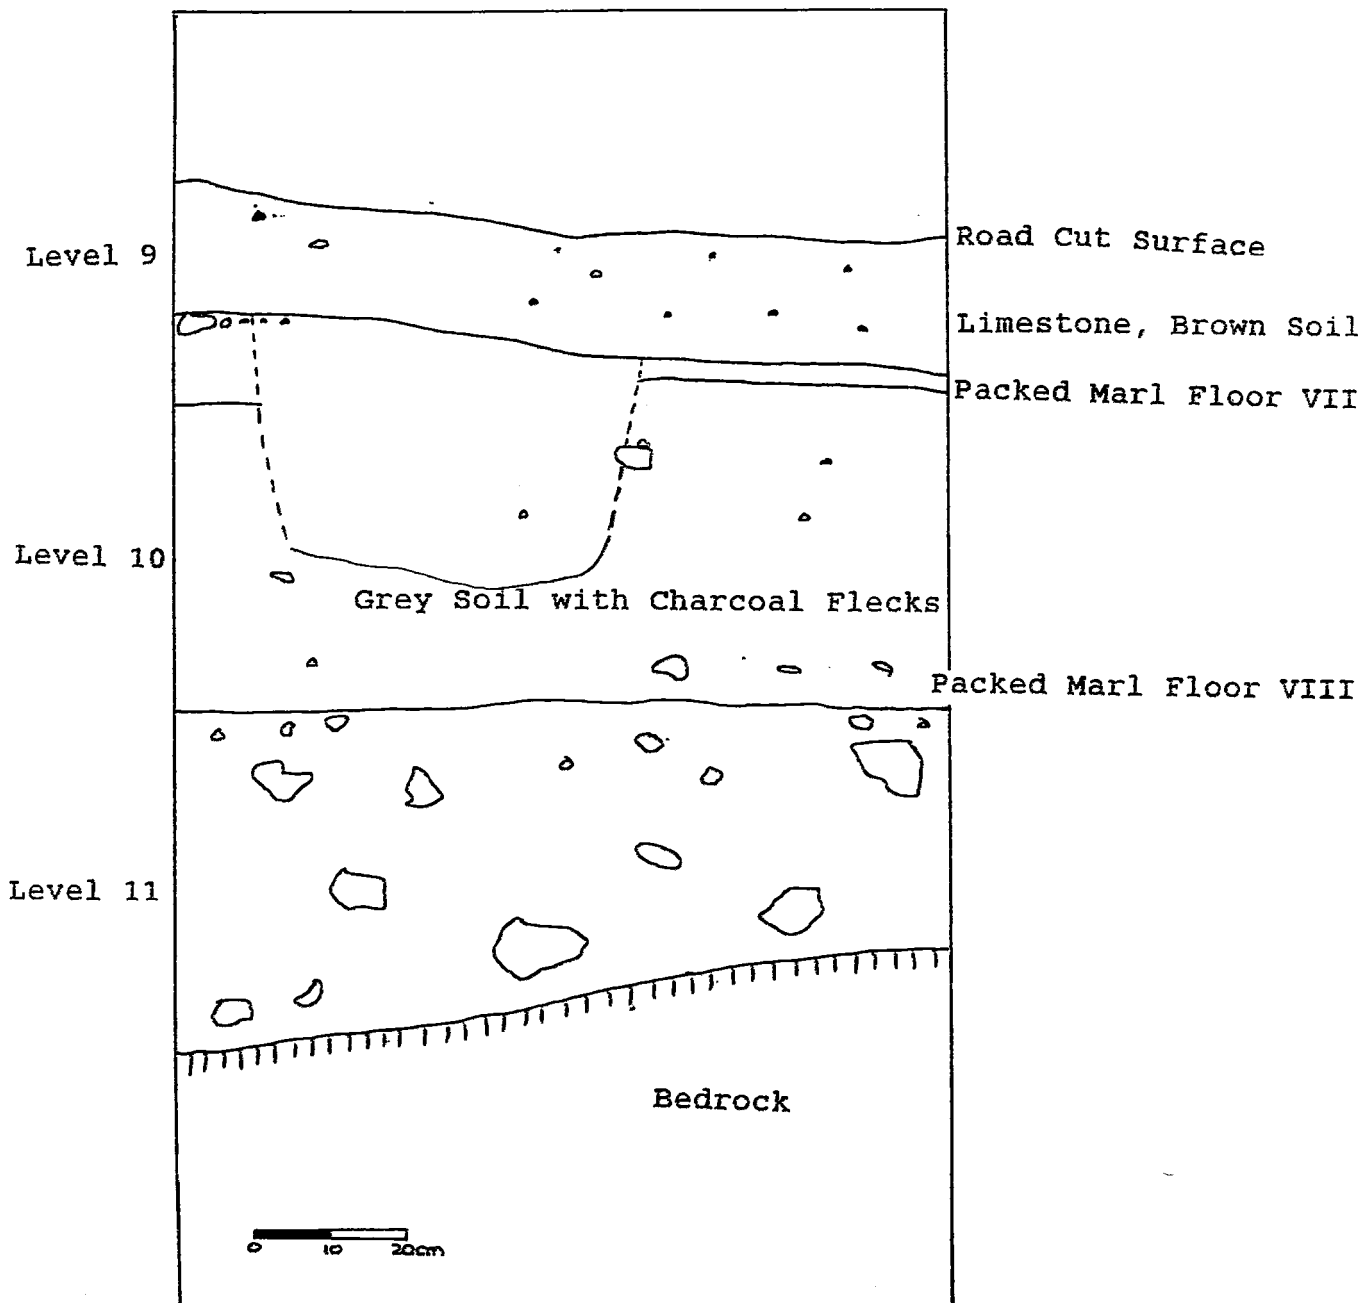 Level 9
Road Cut Surface
Limestone, Brown Soil
Packed Marl Floor VII
Level 10
Grey Soil with Charcoal Flecks
Packed Marl Floor VIII
Level 11
Bedrock
0 10 20cm